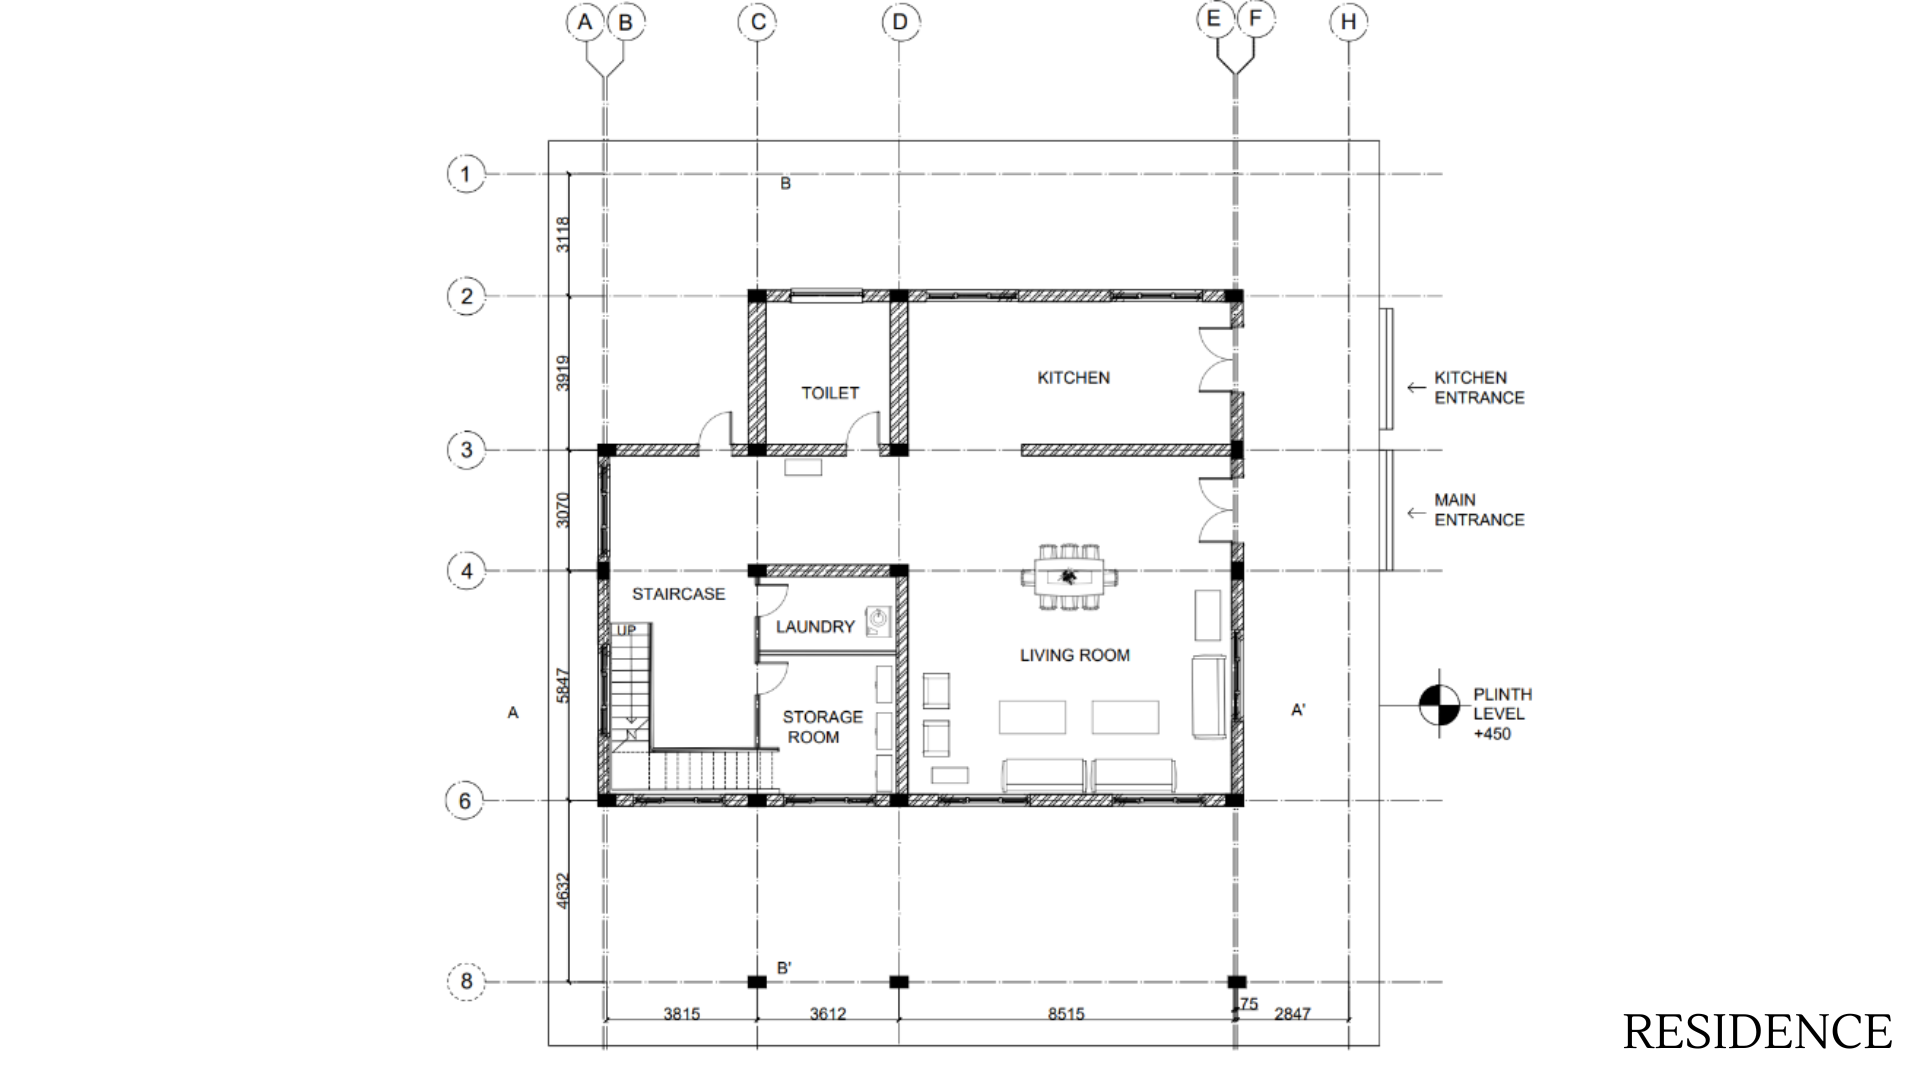 A B C D E F H
1
B
3118
2
3919
KITCHEN
TOILET
KITCHEN
ENTRANCE
3
3070
MAIN
ENTRANCE
4
STAIRCASE
UP
LAUNDRY
LIVING ROOM
5847
A
STORAGE
ROOM
N
A'
PLINTH
LEVEL
+450
6
4632
B'
8
3815
3612
8515
75
2847
RESIDENCE